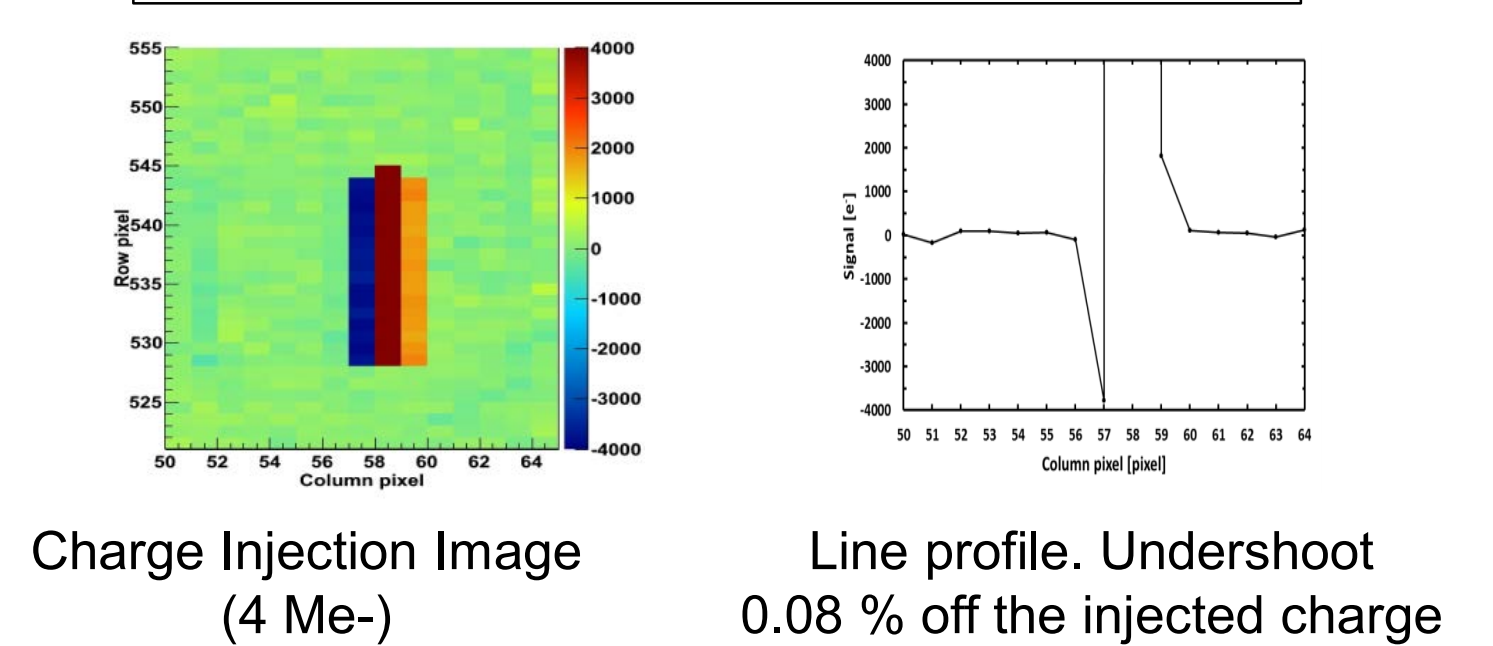 555
550
545
540
535
530
525
Row pixel
50 52 54 56 58 60 62 64
Column pixel
4000
3000
2000
1000
0
-1000
-2000
-3000
-4000
4000
3000
2000
1000
0
-1000
-2000
-3000
-4000
Signal [e-]
50 51 52 53 54 55 56 57 58 59 60 61 62 63 64
Column pixel [pixel]
Charge Injection Image
(4 Me-)
Line profile. Undershoot
0.08 % off the injected charge